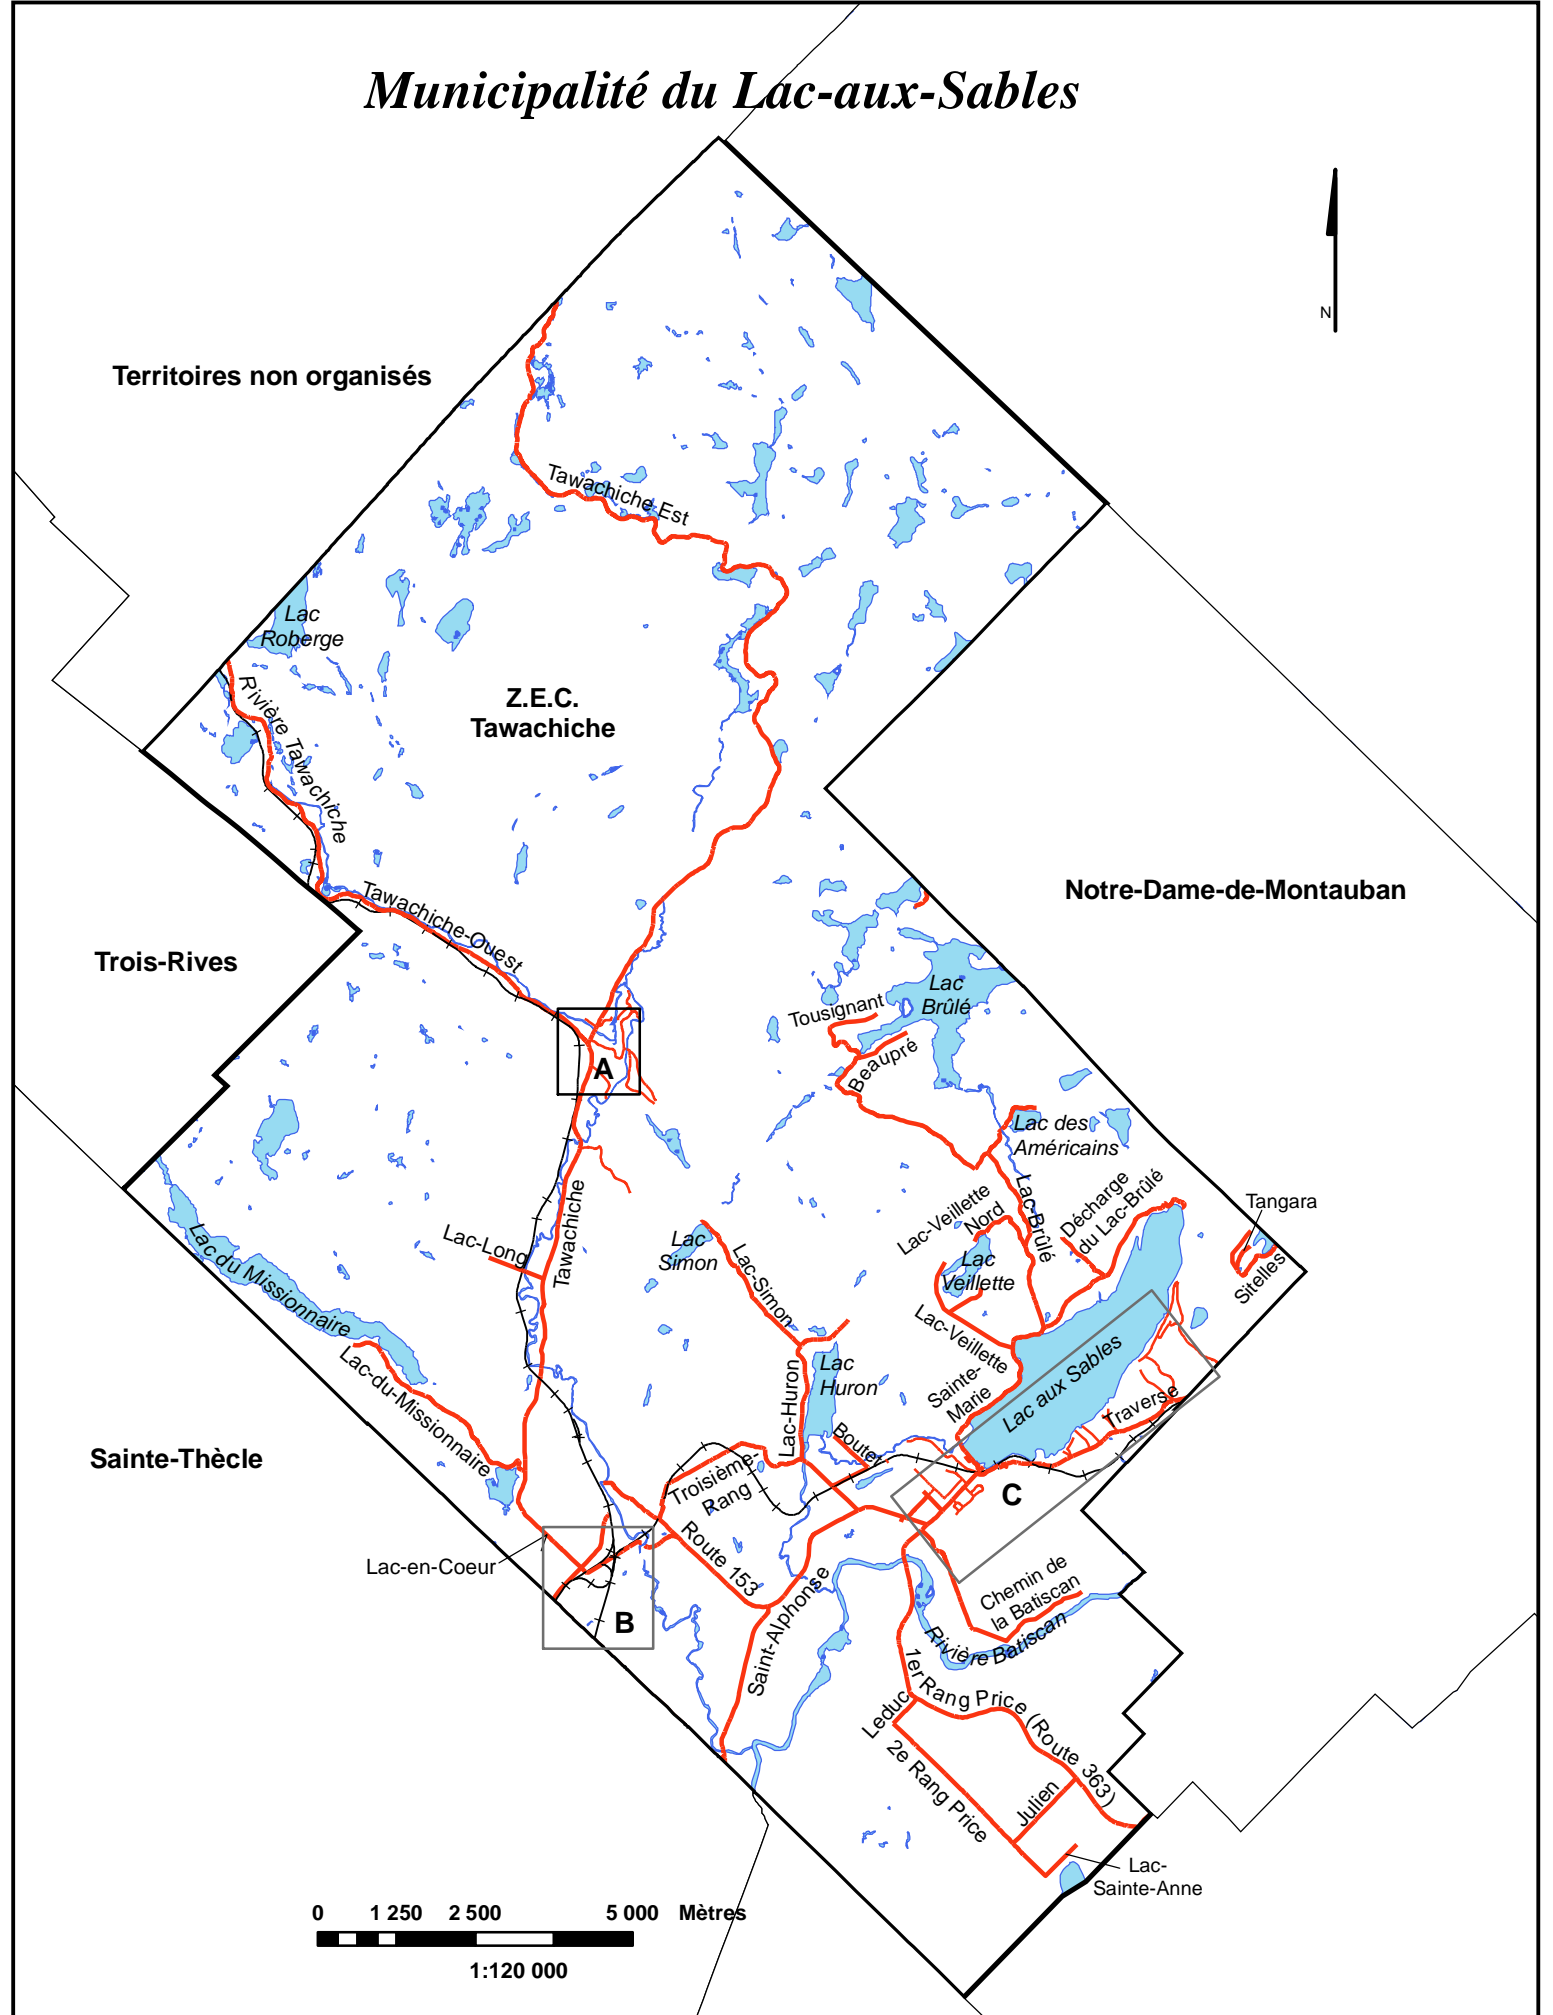 Municipalité du Lac-aux-Sables
N
Territoires non organisés
Tawachiche-Est
Lac
Roberge
Rivière Tawachiche
Z.E.C.
Tawachiche
Notre-Dame-de-Montauban
Tawachiche-Ouest
Trois-Rives
Lac
Brûlé
Tousignant
Beaupré
A
Lac des
Américains
Lac-Brûlé
Décharge
du Lac-Brûlé
Tangara
Sitelles
Lac-Veillette
Nord
Lac
Veillette
Lac-Veillette
Tawachiche
Lac-Long
Lac
Simon
Lac-Simon
Lac du Missionnaire
Lac-du-Missionnaire
Lac
Huron
Lac-Huron
Sainte-
Marie
Lac aux Sables
Traverse
Boutet
Sainte-Thècle
Troisième-
Rang
C
Route 153
Lac-en-Coeur
B
Saint-Alphonse
Chemin de
la Batiscan
Rivière Batiscan
1er Rang Price (Route 363)
Leduc
2e Rang Price
Julien
Lac-
Sainte-Anne
0 1 250 2 500 5 000 Mètres
1:120 000